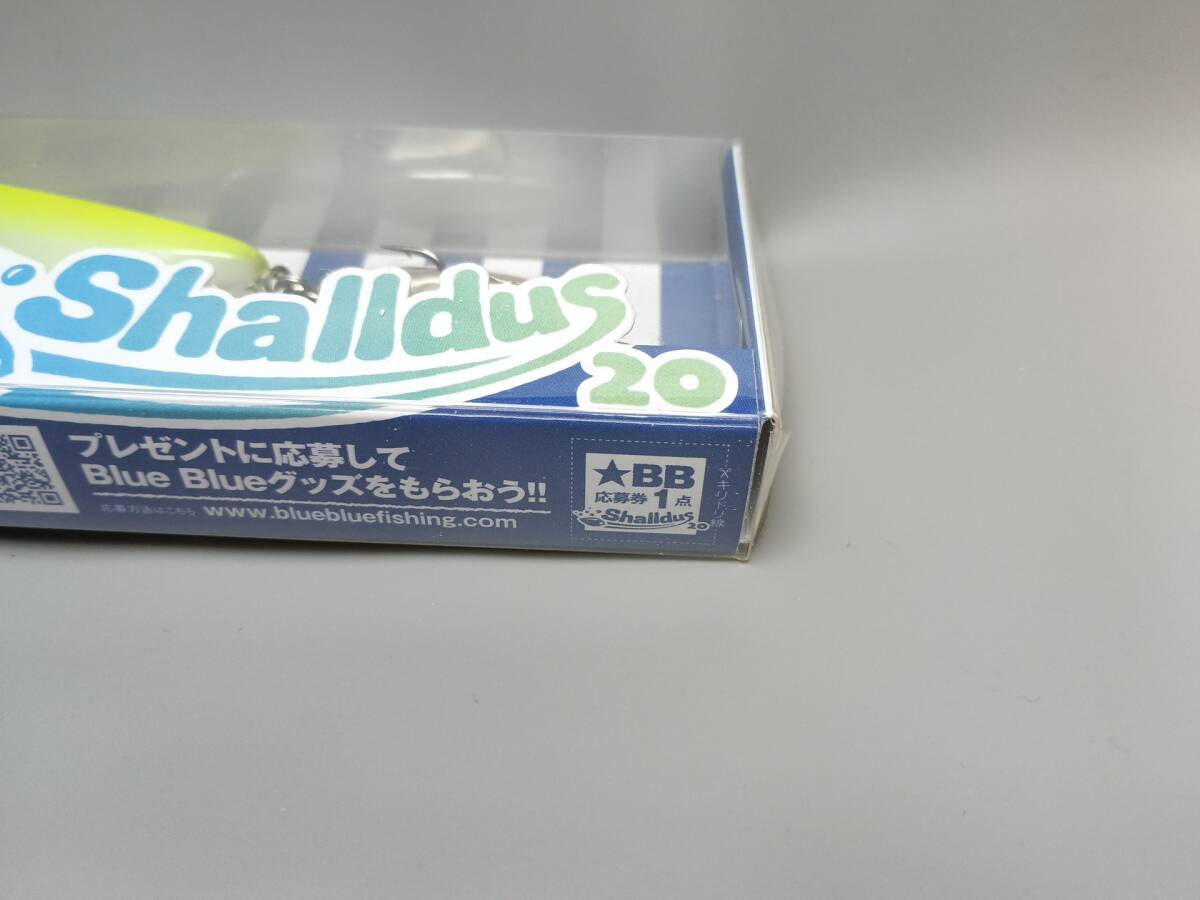 Shalldus
20
プレゼントに応募して
Blue Blueグッズをもらおう!!
応募方法はこちら www.bluebluefishing.com
★BB
応募券1点
Shalldus
20
キリトリ線